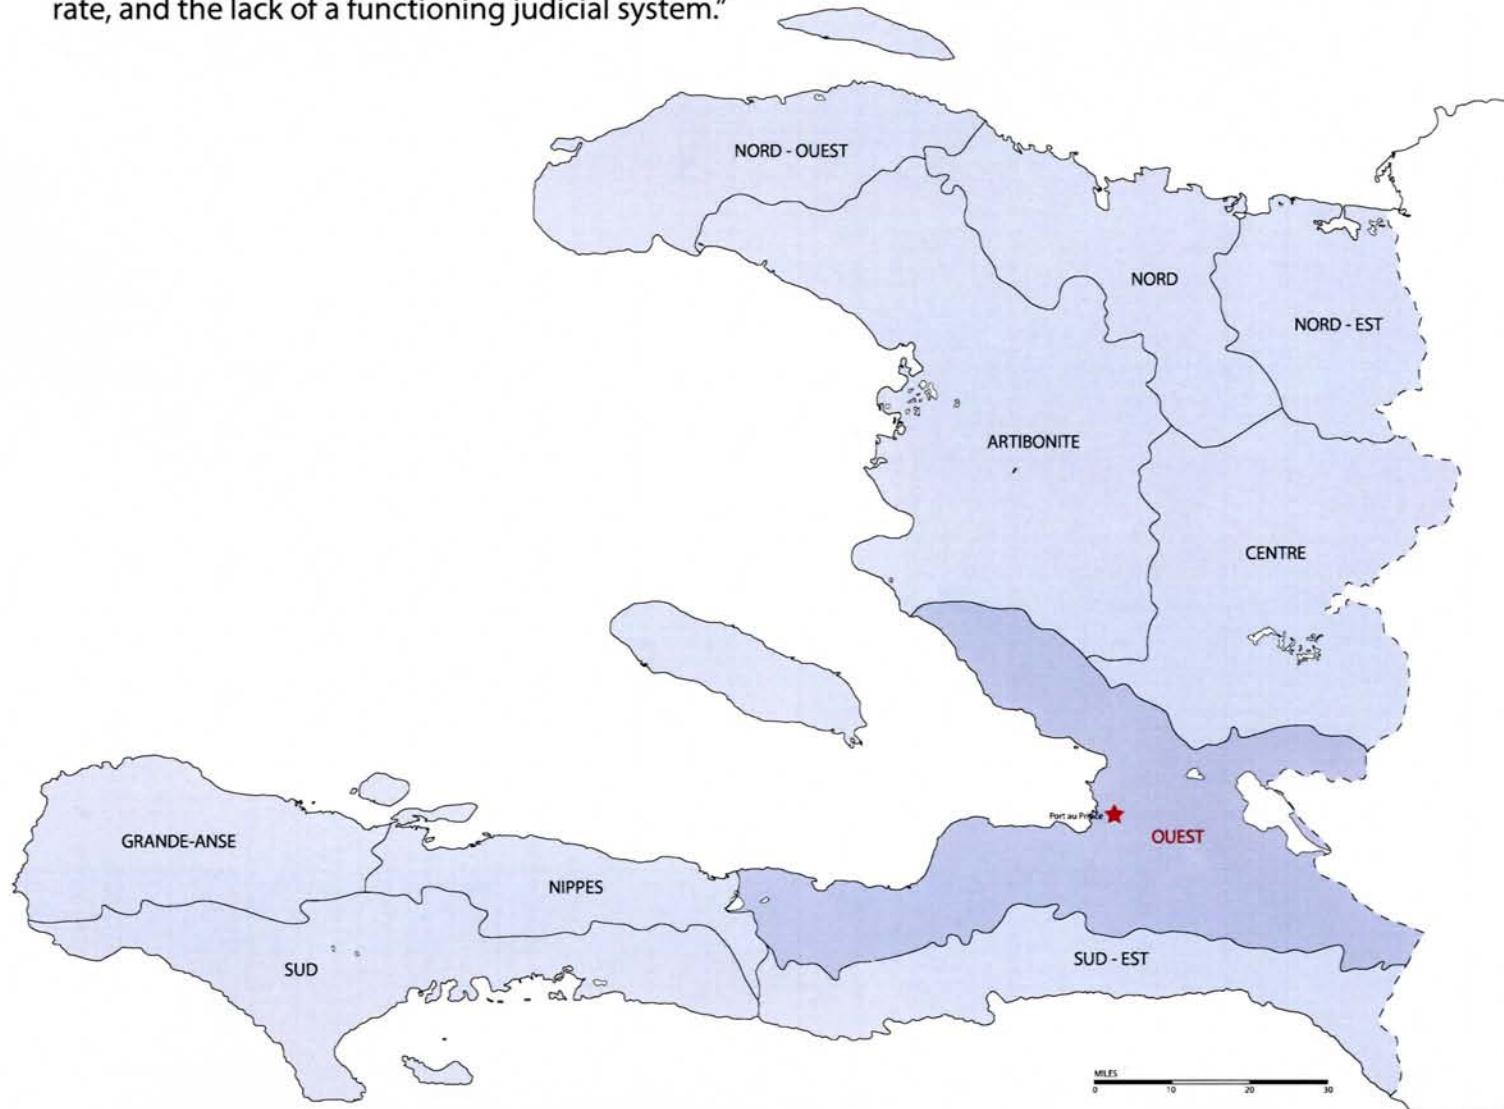 rate, and the lack of a functioning judicial system.”
NORD - OUEST
NORD
NORD - EST
ARTIBONITE
CENTRE
Port au Prince
OUEST
GRANDE-ANSE
NIPPES
SUD
SUD - EST
MILES
0 10 20 30